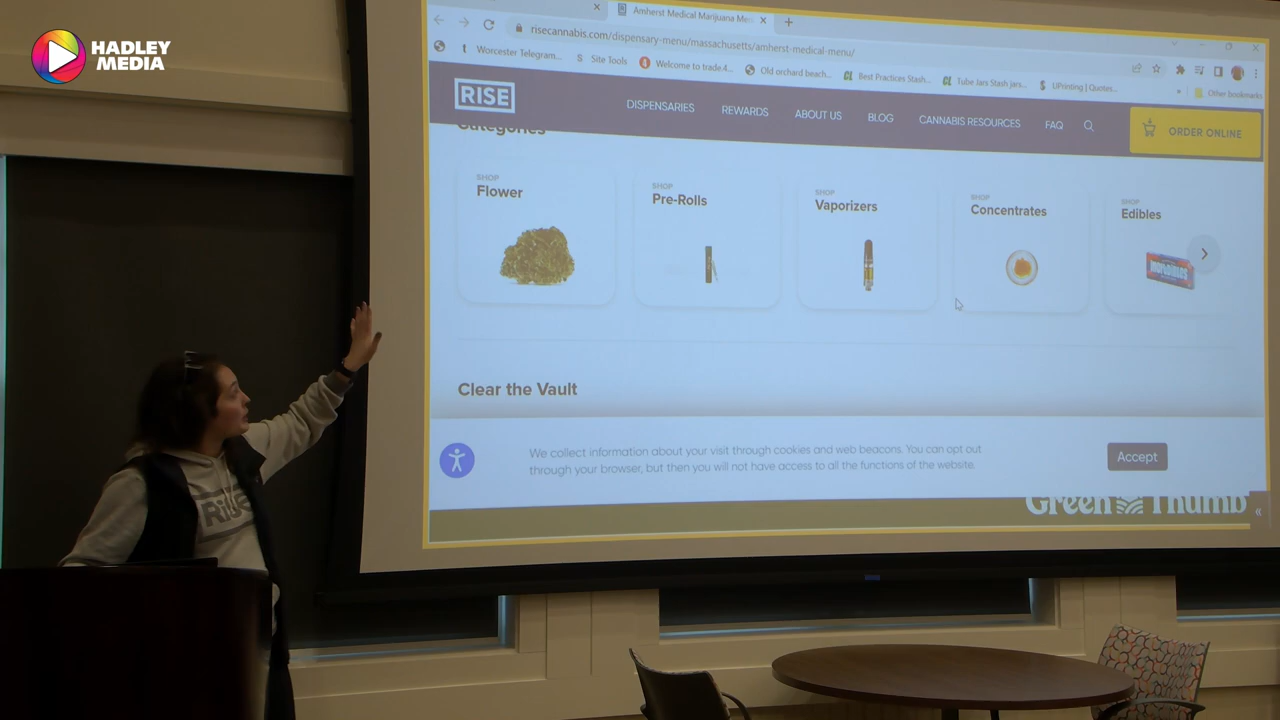 HADLEY
MEDIA
Amherst Medical Marijuana Me
risecannabis.com/dispensary-menu/massachusetts/amherst-medical-menu/
Worcester Telegram...
Site Tools
Welcome to trade.4...
Old orchard beach...
Best Practices Stash...
Tube Jars Stash jars...
UPrinting | Quotes...
Other bookmarks
RISE
DISPENSARIES
REWARDS
ABOUT US
BLOG
CANNABIS RESOURCES
FAQ
ORDER ONLINE
Categories
SHOP
Flower
SHOP
Pre-Rolls
SHOP
Vaporizers
SHOP
Concentrates
SHOP
Edibles
INCREDIBLES
Clear the Vault
We collect information about your visit through cookies and web beacons. You can opt out
through your browser, but then you will not have access to all the functions of the website.
Accept
Green Thumb